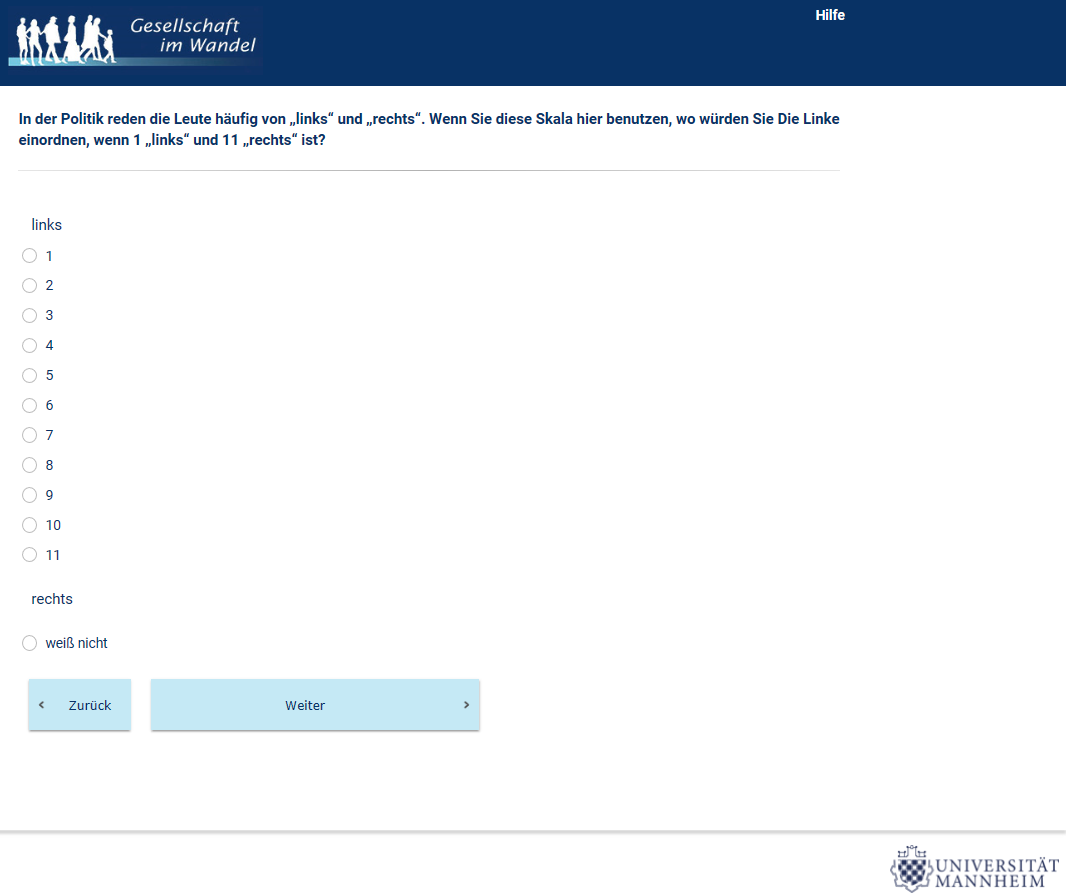 Gesellschaft
im Wandel
Hilfe
In der Politik reden die Leute häufig von „links“ und „rechts“. Wenn Sie diese Skala hier benutzen, wo würden Sie Die Linke
einordnen, wenn 1 „links“ und 11 „rechts“ ist?
links
1
2
3
4
5
6
7
8
9
10
11
rechts
weiß nicht
‹ Zurück
Weiter ›
UNIVERSITÄT
MANNHEIM